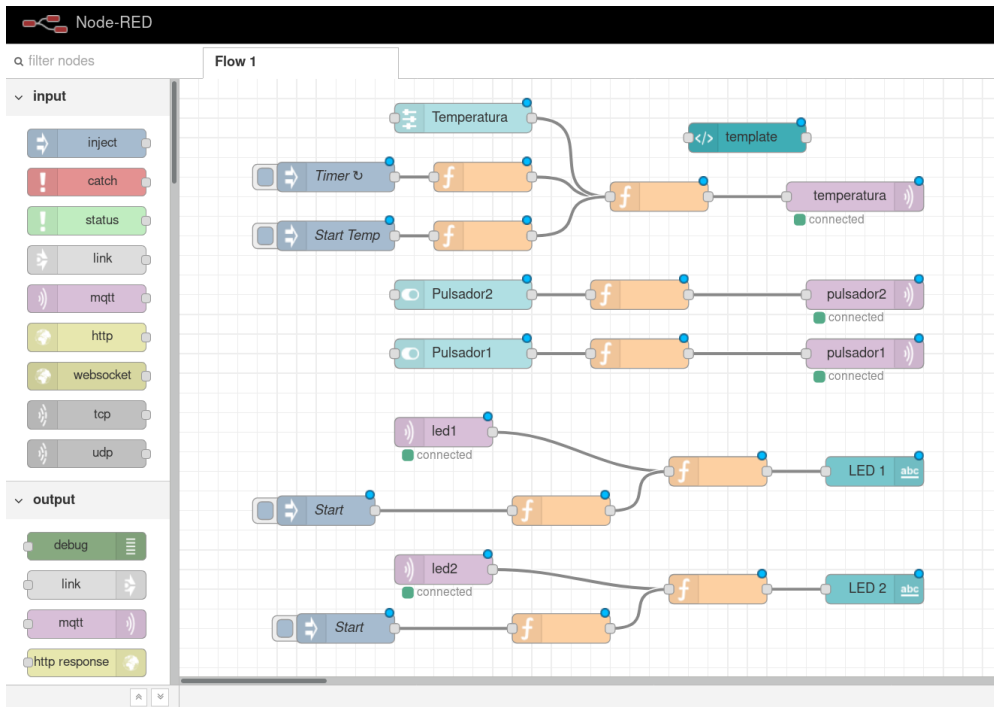 Node-RED
filter nodes
Flow 1
input
inject
catch
status
link
mqtt
http
websocket
tcp
udp
output
debug
link
mqtt
http response
Temperatura
</> template
Timer ↻
f
f
temperatura
connected
Start Temp
f
Pulsador2
f
pulsador2
connected
Pulsador1
f
pulsador1
connected
led1
connected
f
LED 1
abc
Start
f
led2
connected
f
LED 2
abc
Start
f